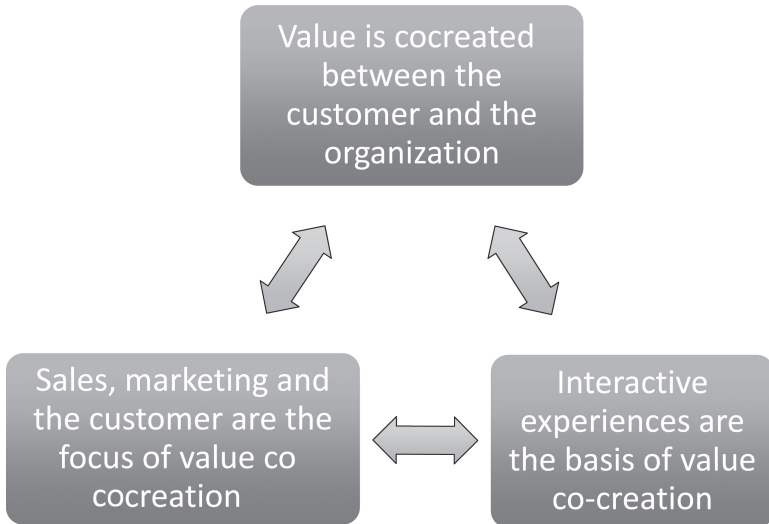 Value is cocreated
between the
customer and the
organization
Sales, marketing and
the customer are the
focus of value co
cocreation
Interactive
experiences are
the basis of value
co-creation